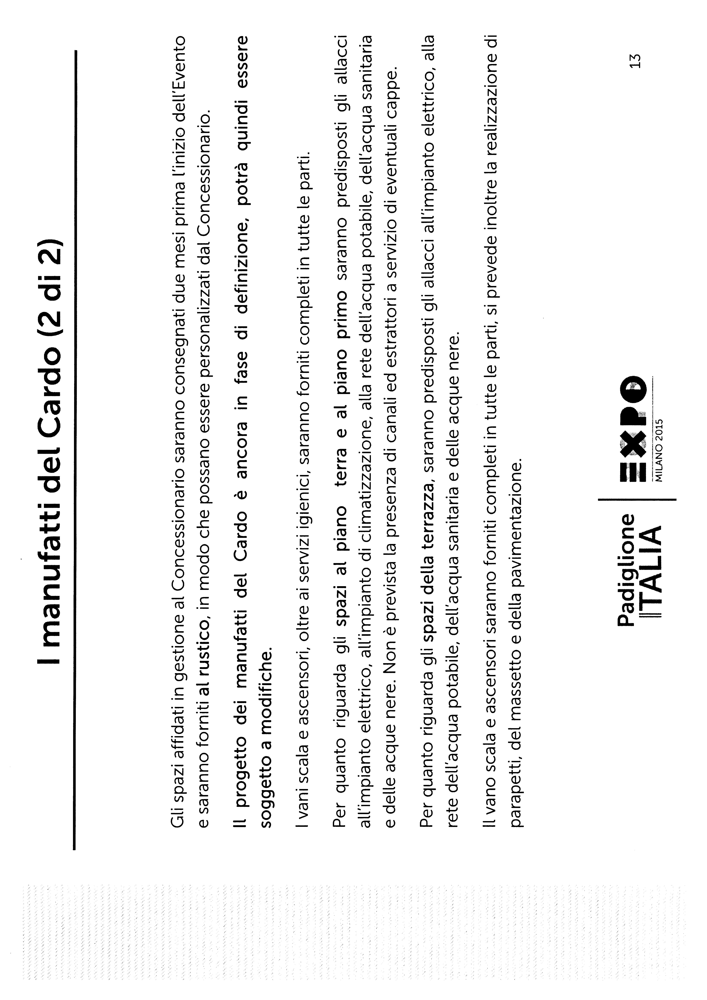 I manufatti del Cardo (2 di 2)
Gli spazi affidati in gestione al Concessionario saranno consegnati due mesi prima l'inizio dell'Evento
e saranno forniti al rustico, in modo che possano essere personalizzati dal Concessionario.
Il progetto dei manufatti del Cardo è ancora in fase di definizione, potrà quindi essere
soggetto a modifiche.
I vani scala e ascensori, oltre ai servizi igienici, saranno forniti completi in tutte le parti.
Per quanto riguarda gli spazi al piano terra e al piano primo saranno predisposti gli allacci
all'impianto elettrico, all'impianto di climatizzazione, alla rete dell'acqua potabile, dell'acqua sanitaria
e delle acque nere. Non è prevista la presenza di canali ed estrattori a servizio di eventuali cappe.
Per quanto riguarda gli spazi della terrazza, saranno predisposti gli allacci all'impianto elettrico, alla
rete dell'acqua potabile, dell'acqua sanitaria e delle acque nere.
Il vano scala e ascensori saranno forniti completi in tutte le parti, si prevede inoltre la realizzazione di
parapetti, del massetto e della pavimentazione.
Padiglione
ITALIA
EXPO
MILANO 2015
13